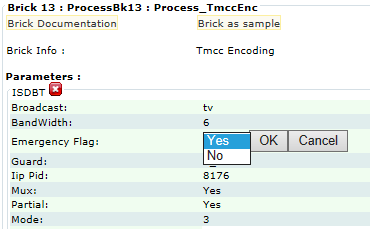 Brick 13 : ProcessBk13 : Process_TmccEnc
Brick Documentation Brick as sample
Brick Info : Tmcc Encoding
Parameters :
ISDBT
Broadcast: tv
BandWidth: 6
Emergency Flag: Yes OK Cancel
No
Guard:
Iip Pid: 8176
Mux: Yes
Partial: Yes
Mode: 3